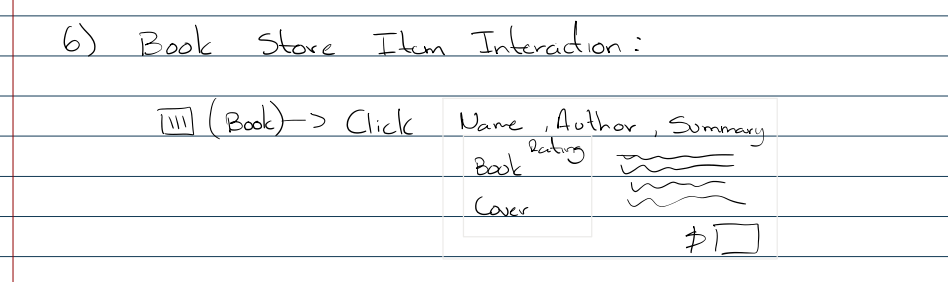 6) Book Store Item Interaction:
(Book) -> Click Name, Author, Summary
Rating
Book
Cover
$